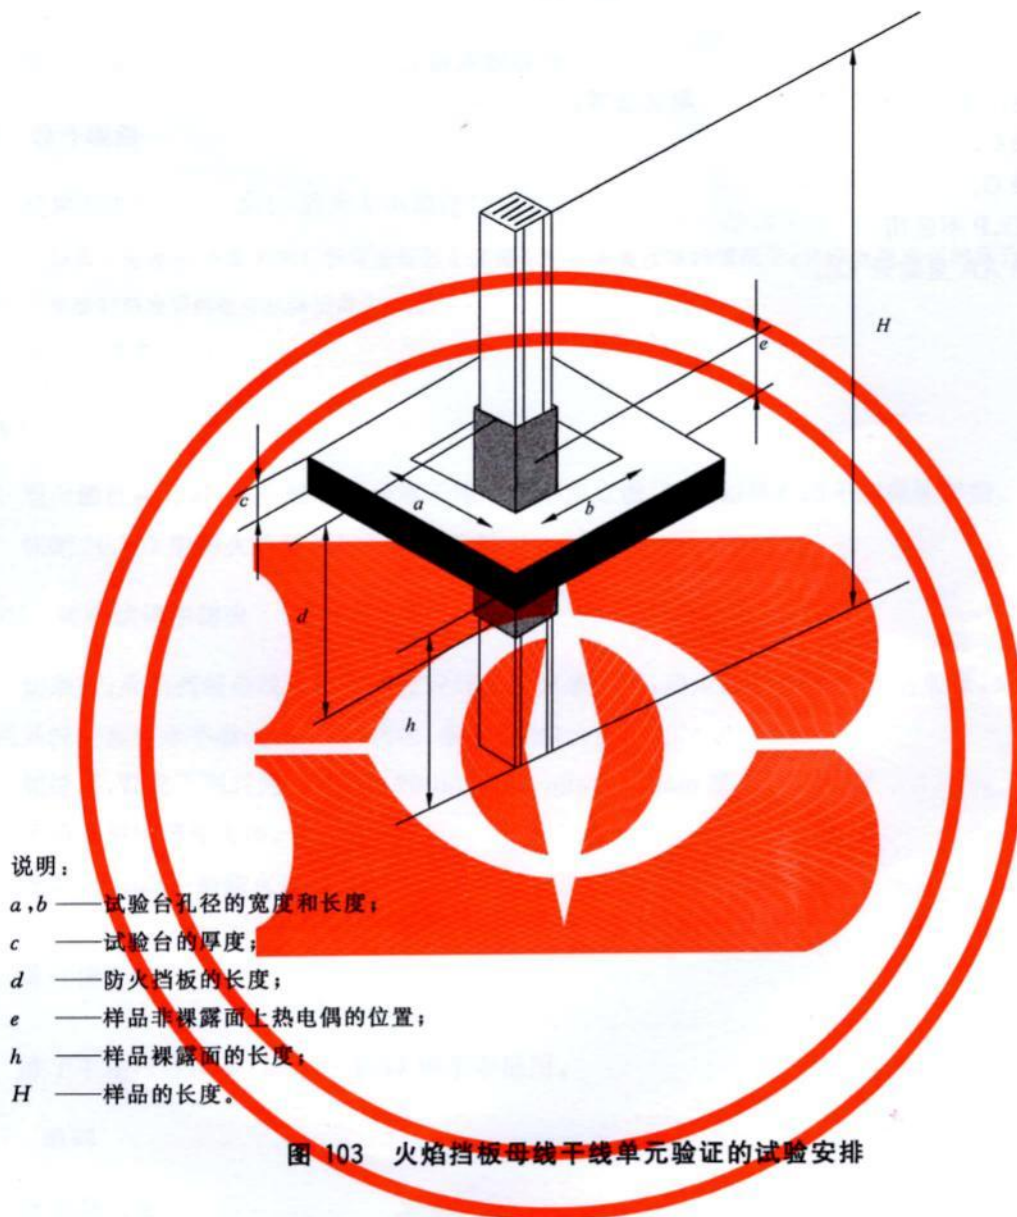 H
e
c
a
b
d
h
说明：
a,b ——试验台孔径的宽度和长度；
c ——试验台的厚度；
d ——防火挡板的长度；
e ——样品非裸露面上热电偶的位置；
h ——样品裸露面的长度；
H ——样品的长度。
图 103 火焰挡板母线干线单元验证的试验安排